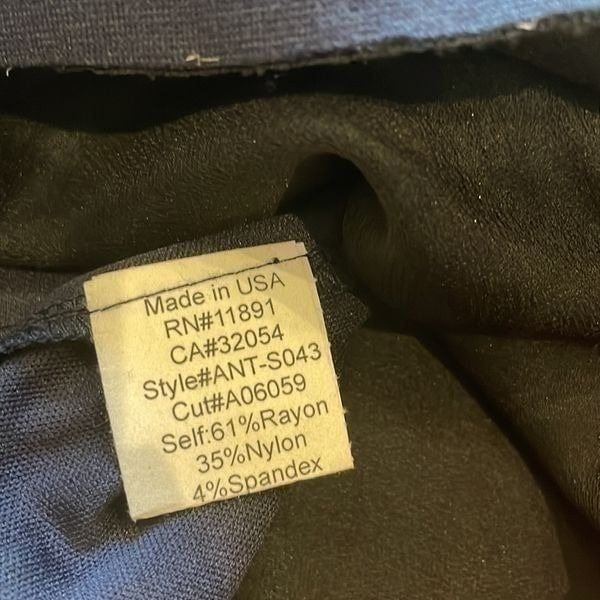 Made in USA
RN#11891
CA#32054
Style#ANT-S043
Cut#A06059
Self:61%Rayon
35%Nylon
4%Spandex